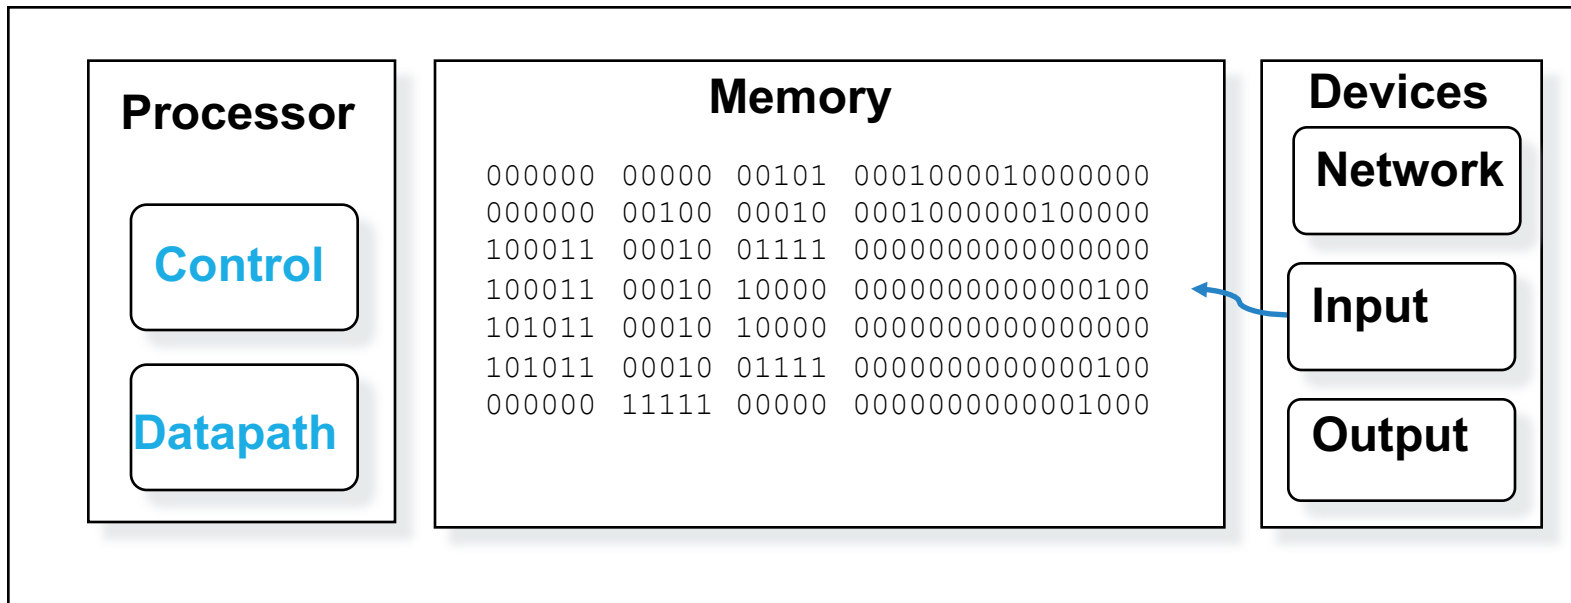 Processor
Control
Datapath
Memory
000000 00000 00101 0001000010000000
000000 00100 00010 0001000000100000
100011 00010 01111 0000000000000000
100011 00010 10000 0000000000000100
101011 00010 10000 0000000000000000
101011 00010 01111 0000000000000100
000000 11111 00000 0000000000001000
Devices
Network
Input
Output